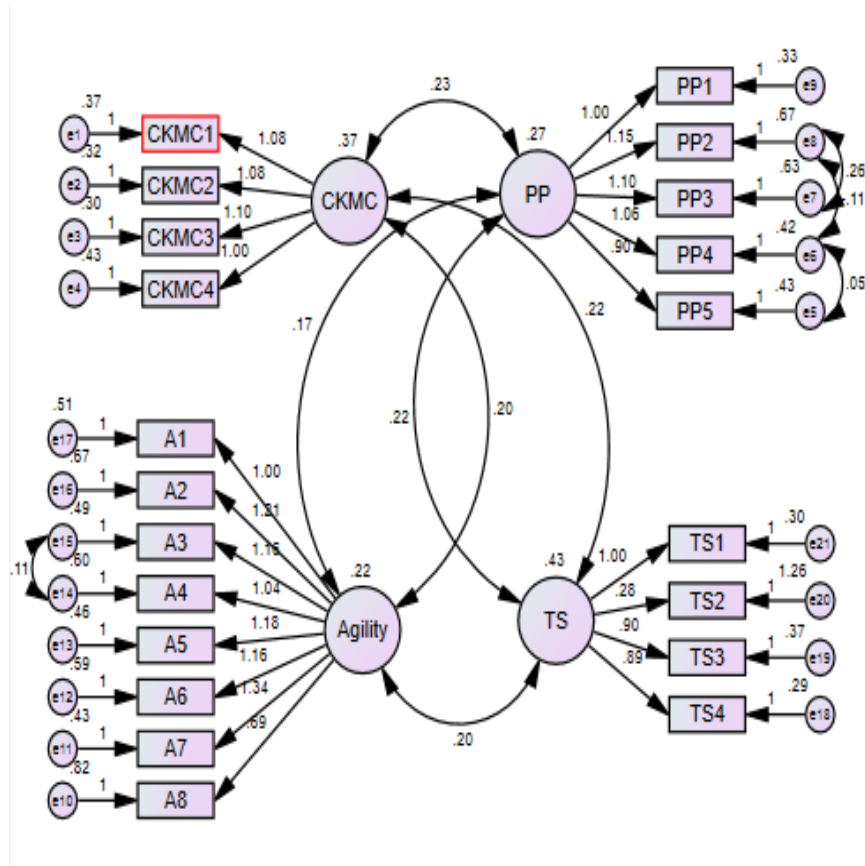 .37
e1 1 CKMC1 1.08
.32
e2 1 CKMC2 1.08
.30
e3 1 CKMC3 1.10
.43
e4 1 CKMC4 1.00
CKMC .37
.23
PP .27
1.00 PP1 1 e9 .33
1.15 PP2 1 e8 .67
1.10 PP3 1 e7 .63
1.06 PP4 1 e6 .42
.90 PP5 1 e5 .43
.26
.11
.05
.17
.22
.22
.20
.51
e17 1 A1 1.00
.67
e16 1 A2 1.21
.49
e15 1 A3 1.15
.60
e14 1 A4 1.04
.11
.46
e13 1 A5 1.18
.59
e12 1 A6 1.16
.43
e11 1 A7 1.34
.82
e10 1 A8 .69
Agility .22
.20
TS .43
1.00 TS1 1 e21 .30
.28 TS2 1 e20 1.26
.90 TS3 1 e19 .37
.89 TS4 1 e18 .29